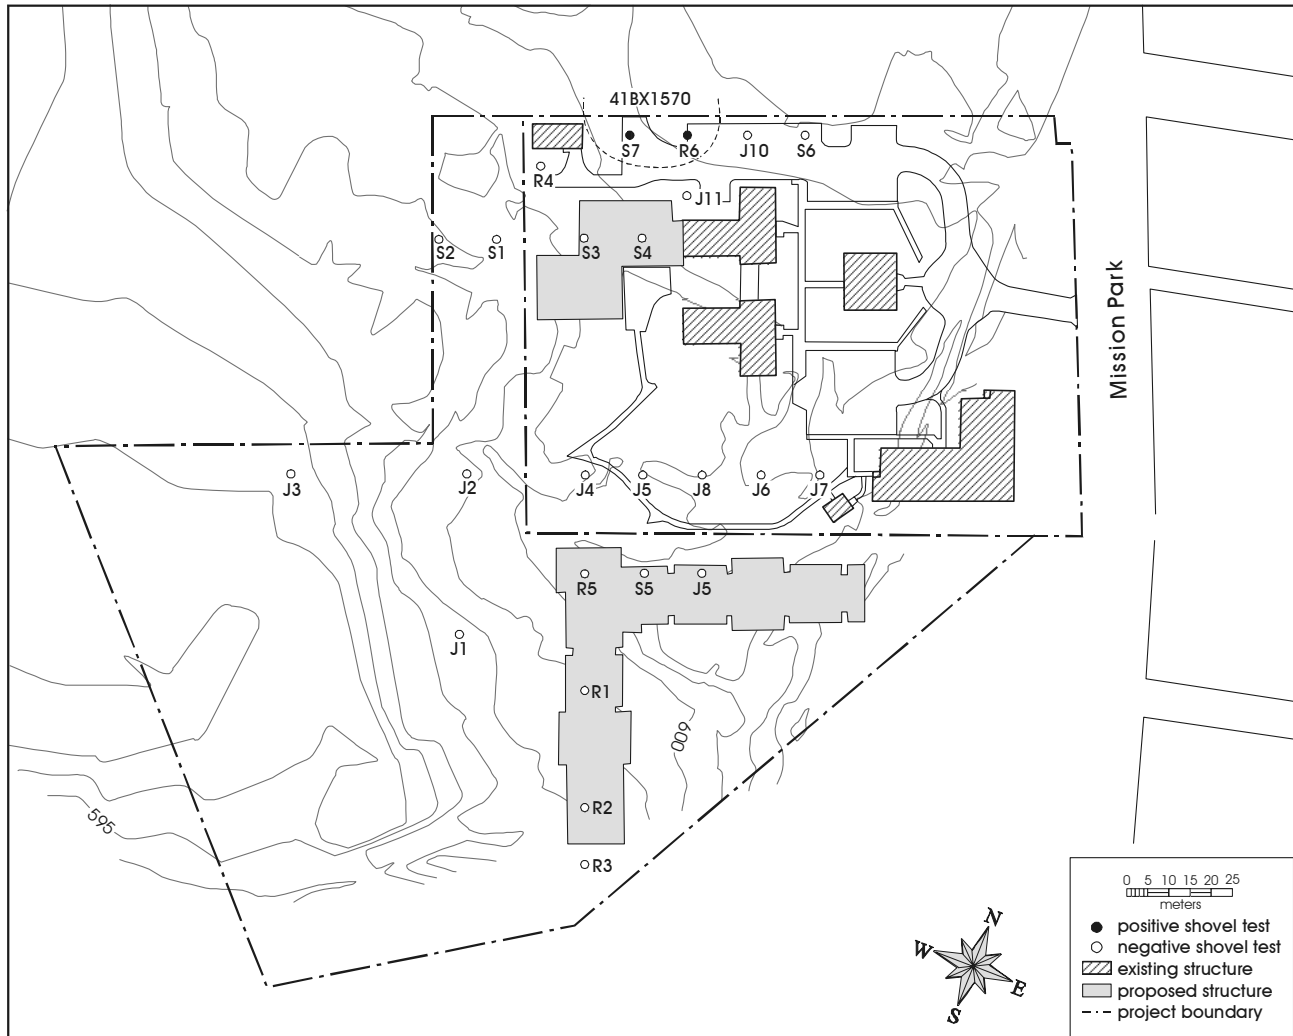 41BX1570
S7
R6
J10
S6
R4
J11
S2
S1
S3
S4
Mission Park
J3
J2
J4
J5
J8
J6
J7
R5
S5
J5
J1
R1
600
595
R2
R3
0 5 10 15 20 25
meters
positive shovel test
negative shovel test
existing structure
proposed structure
project boundary
N
W
E
S